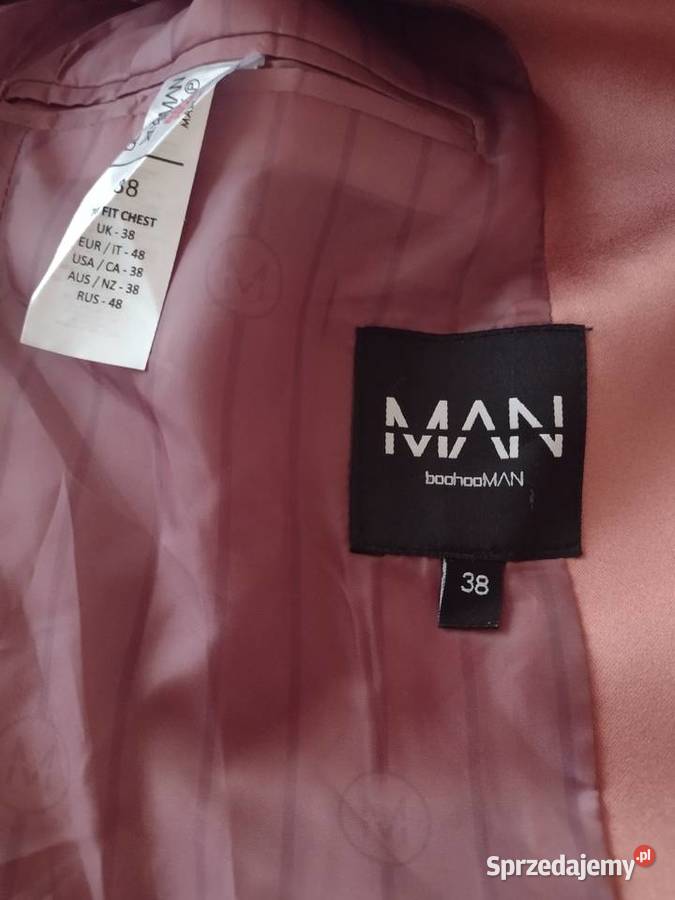 38
FIT CHEST
UK - 38
EUR / IT - 48
USA / CA - 38
AUS / NZ - 38
RUS - 48
MAN
boohooMAN
38
Sprzedajemy.pl